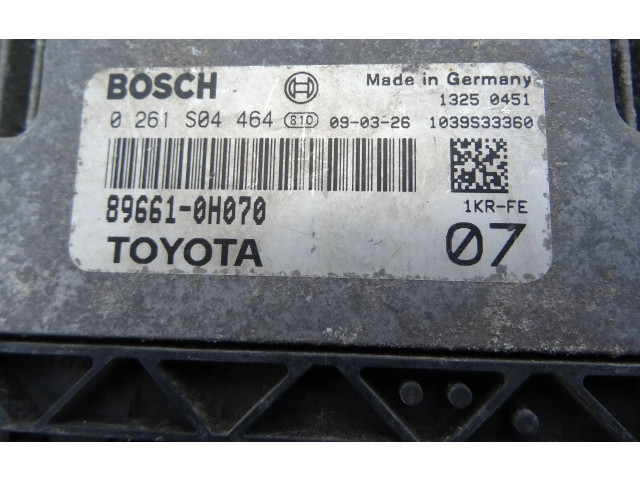 BOSCH Made in Germany
1325 0451
0 261 S04 464 810 09-03-26 1039S33360
89661-0H070 1KR-FE
TOYOTA 07